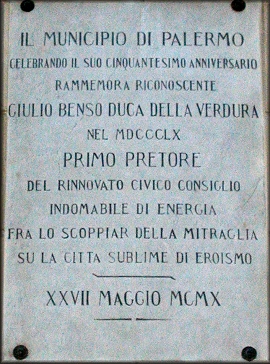 IL MUNICIPIO DI PALERMO
CELEBRANDO IL SUO CINQUANTESIMO ANNIVERSARIO
RAMMEMORA RICONOSCENTE
GIULIO BENSO DUCA DELLA VERDURA
NEL MDCCCLX
PRIMO PRETORE
DEL RINNOVATO CIVICO CONSIGLIO
INDOMABILE DI ENERGIA
FRA LO SCOPPIAR DELLA MITRAGLIA
SU LA CITTA SUBLIME DI EROISMO
XXVII MAGGIO MCMX